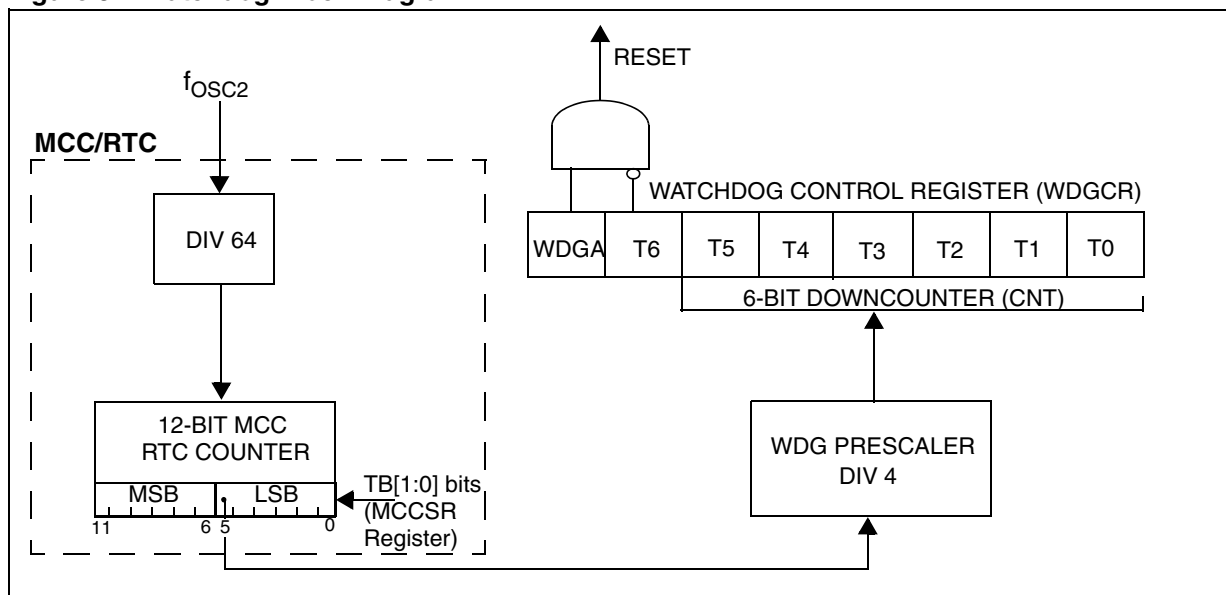 fOSC2
MCC/RTC
DIV 64
12-BIT MCC
RTC COUNTER
MSB LSB
11 6 5 0
TB[1:0] bits
(MCCSR
Register)
RESET
WATCHDOG CONTROL REGISTER (WDGCR)
WDGA T6 T5 T4 T3 T2 T1 T0
6-BIT DOWNCOUNTER (CNT)
WDG PRESCALER
DIV 4